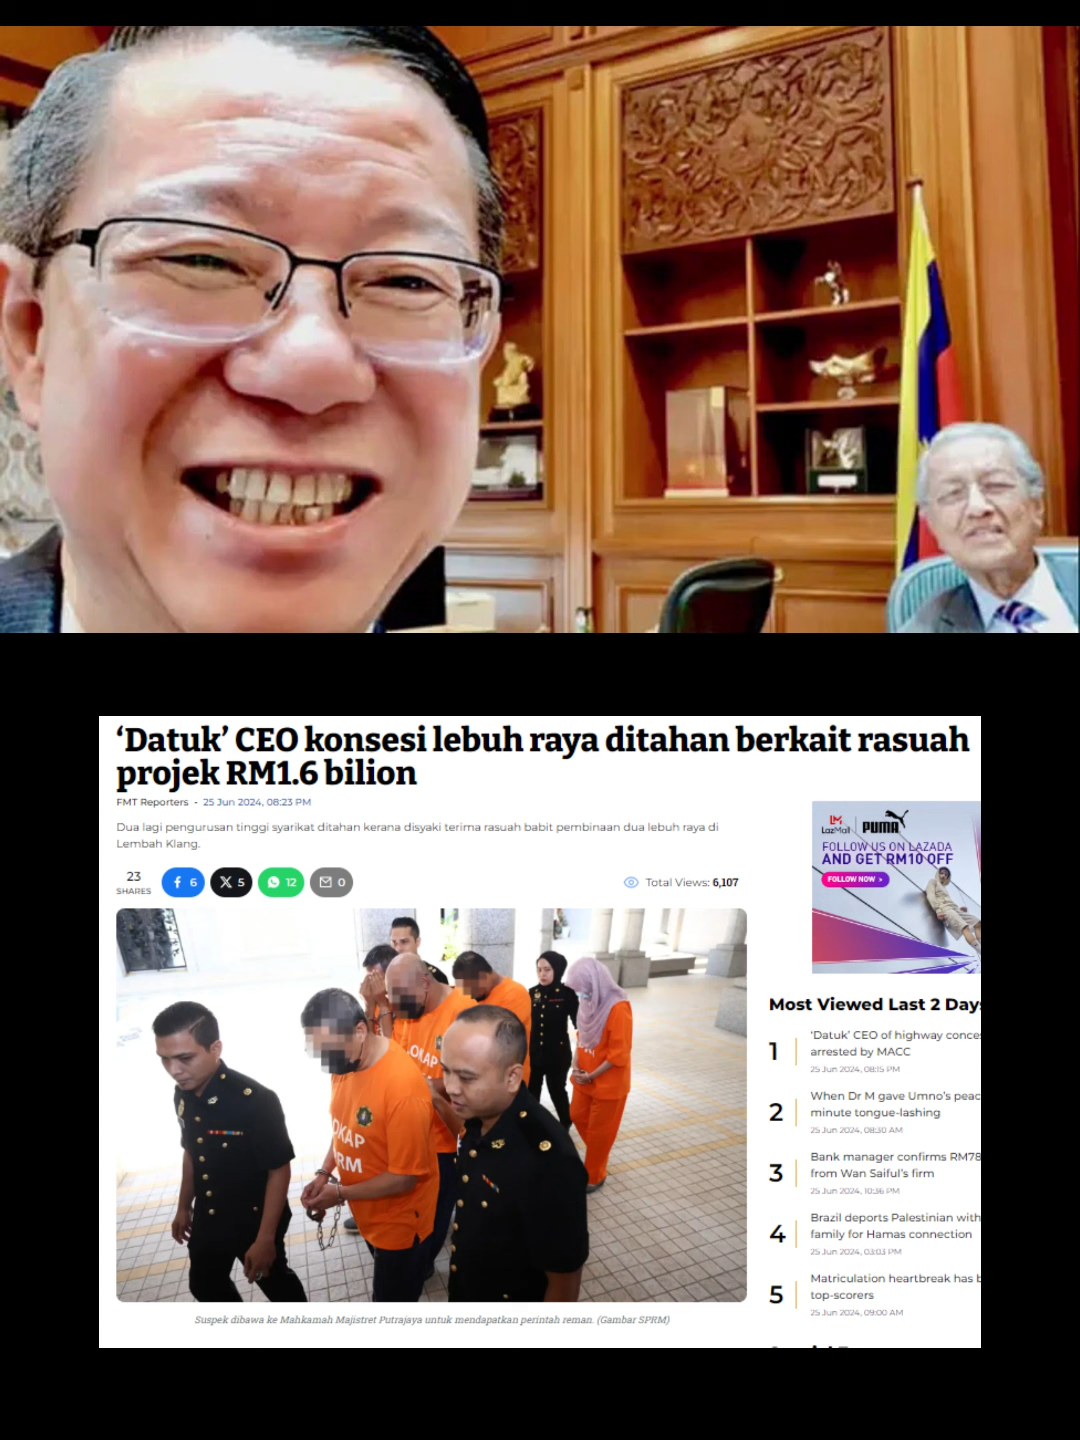 ‘Datuk’ CEO konsesi lebuh raya ditahan berkait rasuah
projek RM1.6 bilion
FMT Reporters - 25 Jun 2024, 08:23 PM
Dua lagi pengurusan tinggi syarikat ditahan kerana disyaki terima rasuah babit pembinaan dua lebuh raya di
Lembah Klang.
23
SHARES
6
5
12
0
Total Views: 6,107
LOKAP
SPRM
Suspek dibawa ke Mahkamah Majistret Putrajaya untuk mendapatkan perintah reman. (Gambar SPRM)
LazMall PUMA
FOLLOW US ON LAZADA
AND GET RM10 OFF
FOLLOW NOW >
Most Viewed Last 2 Days
1
‘Datuk’ CEO of highway conce
arrested by MACC
25 Jun 2024, 08:15 PM
2
When Dr M gave Umno’s peac
minute tongue-lashing
25 Jun 2024, 08:30 AM
3
Bank manager confirms RM78
from Wan Saiful’s firm
25 Jun 2024, 10:36 PM
4
Brazil deports Palestinian with
family for Hamas connection
25 Jun 2024, 03:03 PM
5
Matriculation heartbreak has b
top-scorers
25 Jun 2024, 09:00 AM